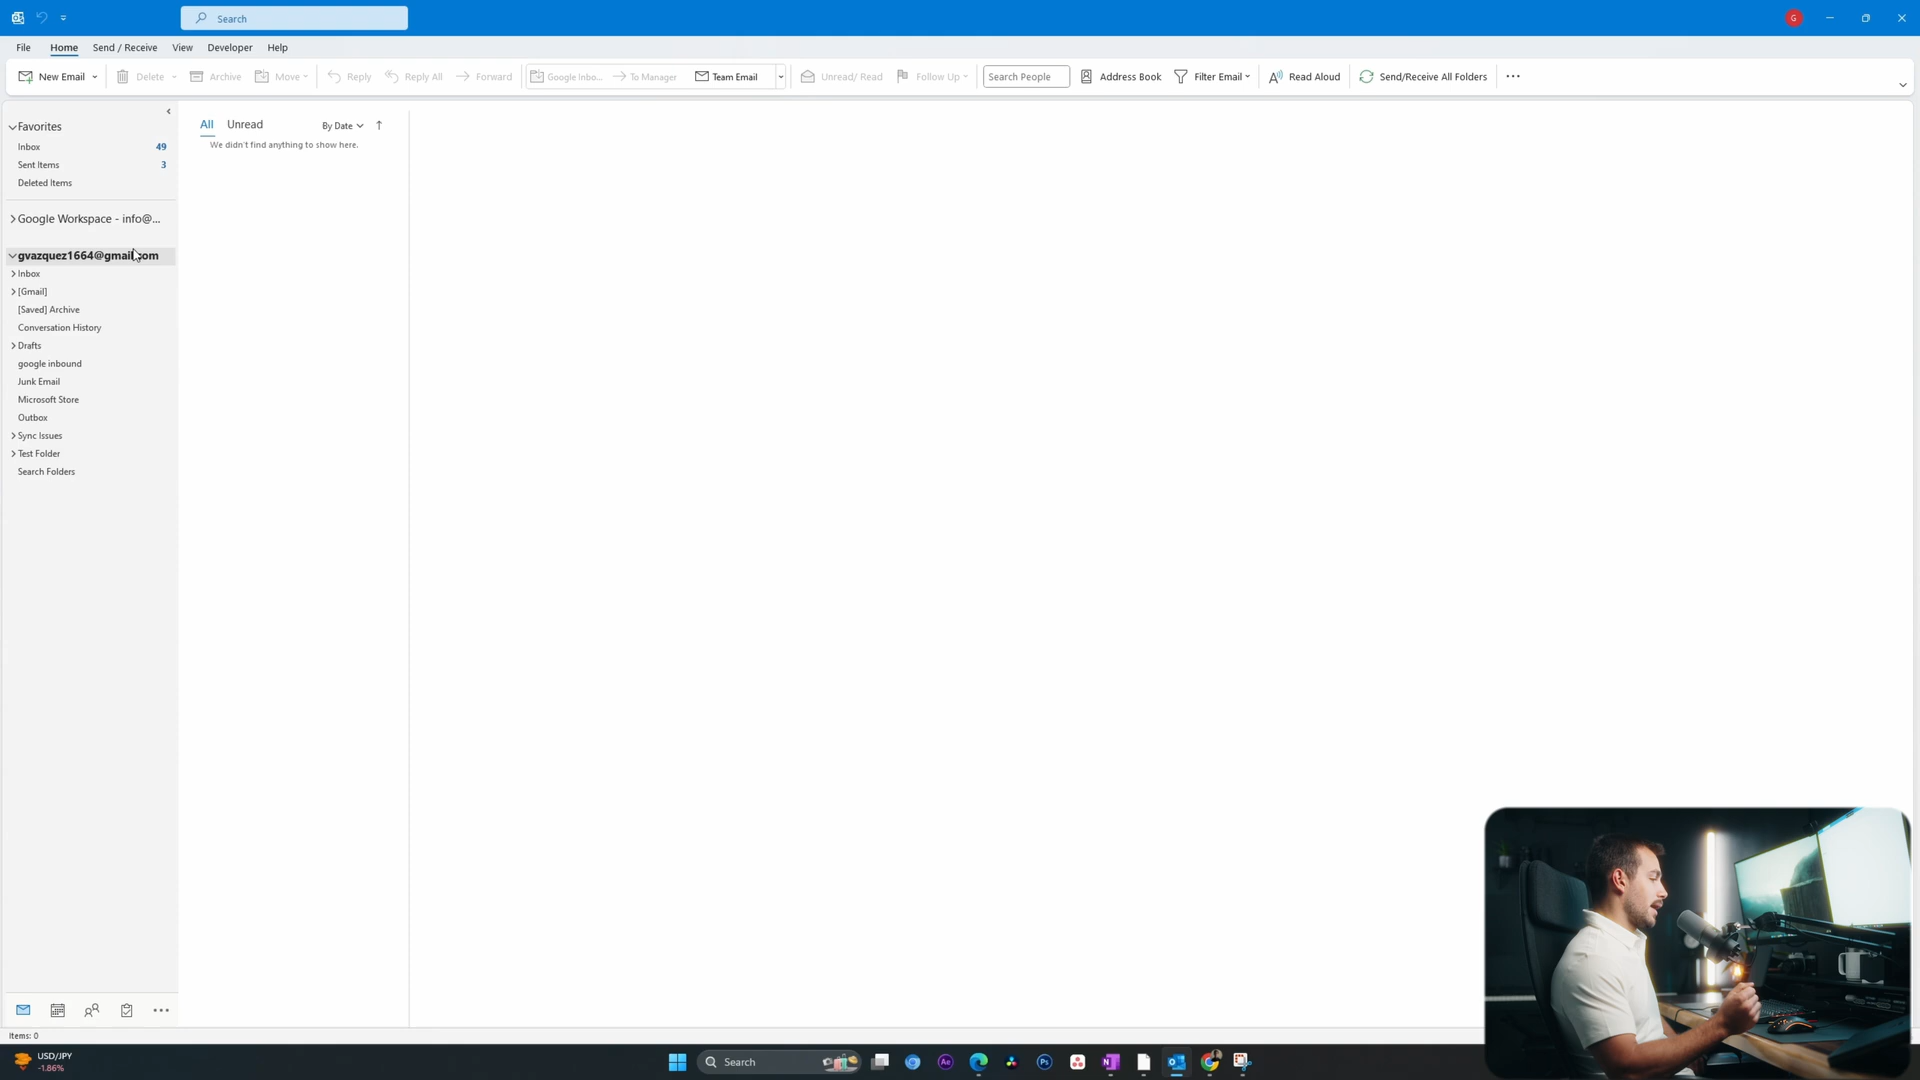 Search
G
File Home Send / Receive View Developer Help
New Email Delete Archive Move Reply Reply All Forward Google Inbo... To Manager Team Email Unread/ Read Follow Up Search People Address Book Filter Email Read Aloud Send/Receive All Folders
Favorites
Inbox 49
Sent Items 3
Deleted Items
Google Workspace - info@...
gvazquez1664@gmail.com
Inbox
[Gmail]
[Saved] Archive
Conversation History
Drafts
google inbound
Junk Email
Microsoft Store
Outbox
Sync Issues
Test Folder
Search Folders
All Unread By Date
We didn't find anything to show here.
Items: 0
USD/JPY
-1.86%
Search
Ae
Ps